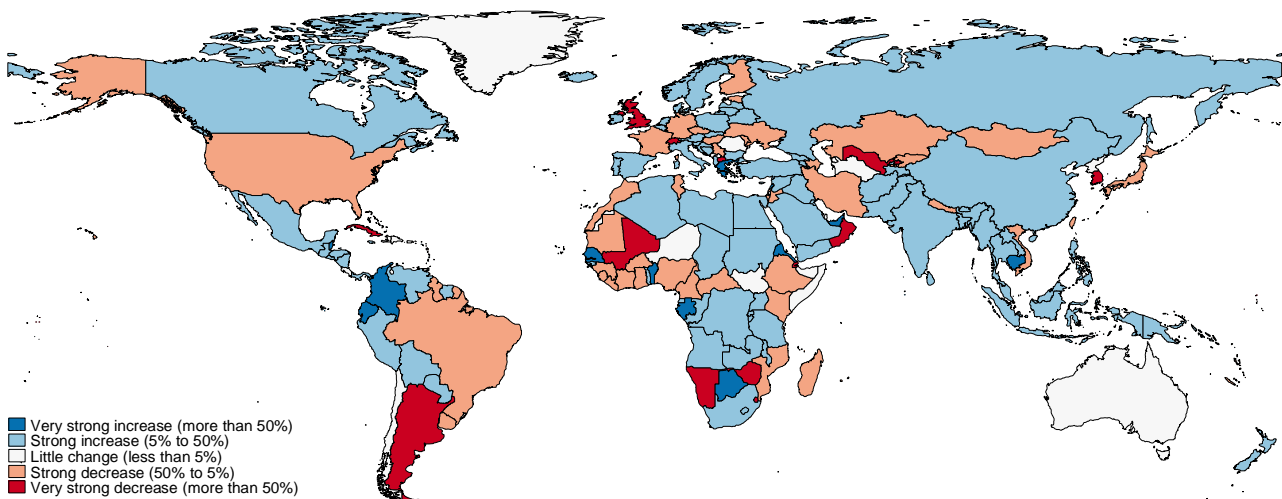 Very strong increase (more than 50%)
Strong increase (5% to 50%)
Little change (less than 5%)
Strong decrease (50% to 5%)
Very strong decrease (more than 50%)